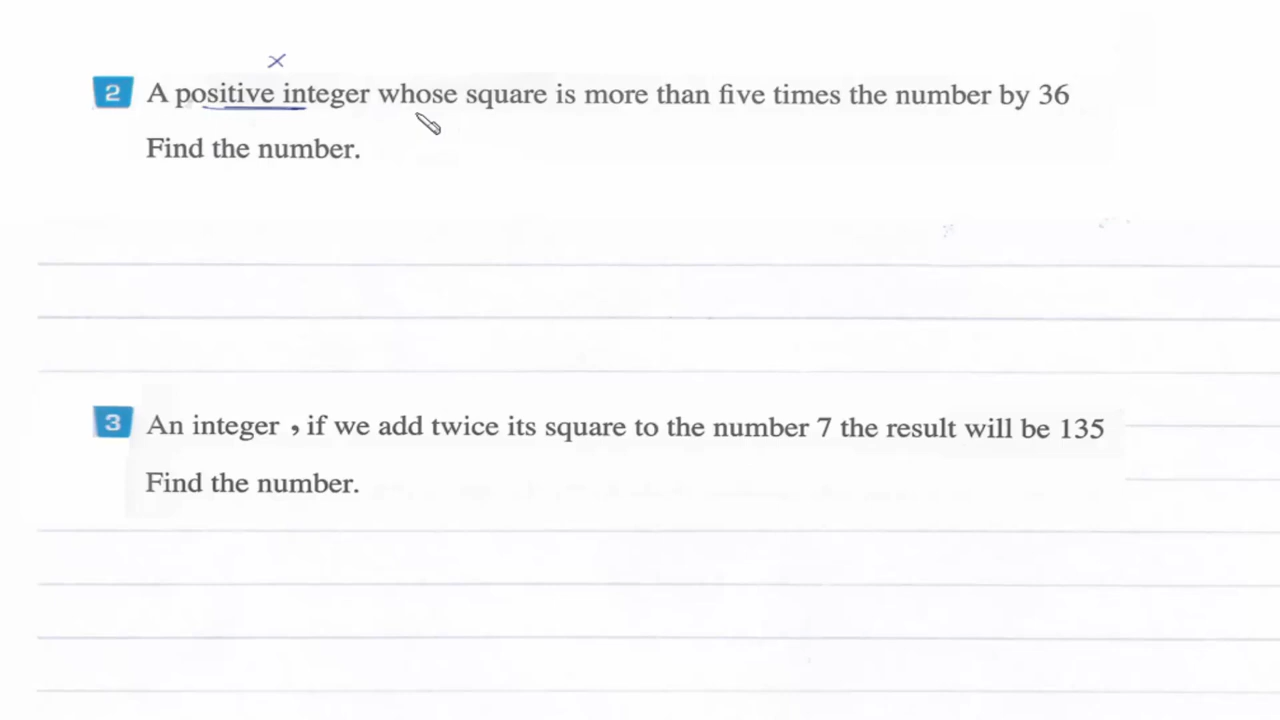 x
2 A positive integer whose square is more than five times the number by 36
Find the number.
3 An integer , if we add twice its square to the number 7 the result will be 135
Find the number.